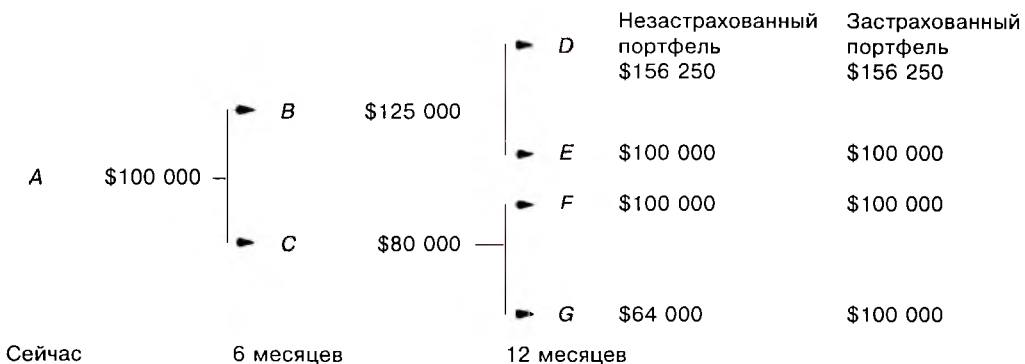 Незастрахованный Застрахованный
портфель портфель
D $156 250 $156 250
B $125 000
E $100 000 $100 000
A $100 000
F $100 000 $100 000
C $80 000
G $64 000 $100 000
Сейчас 6 месяцев 12 месяцев